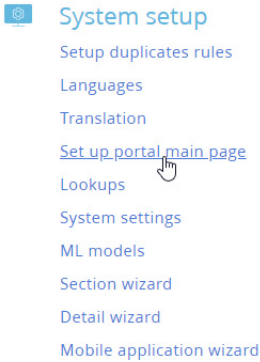 System setup
Setup duplicates rules
Languages
Translation
Set up portal main page
Lookups
System settings
ML models
Section wizard
Detail wizard
Mobile application wizard